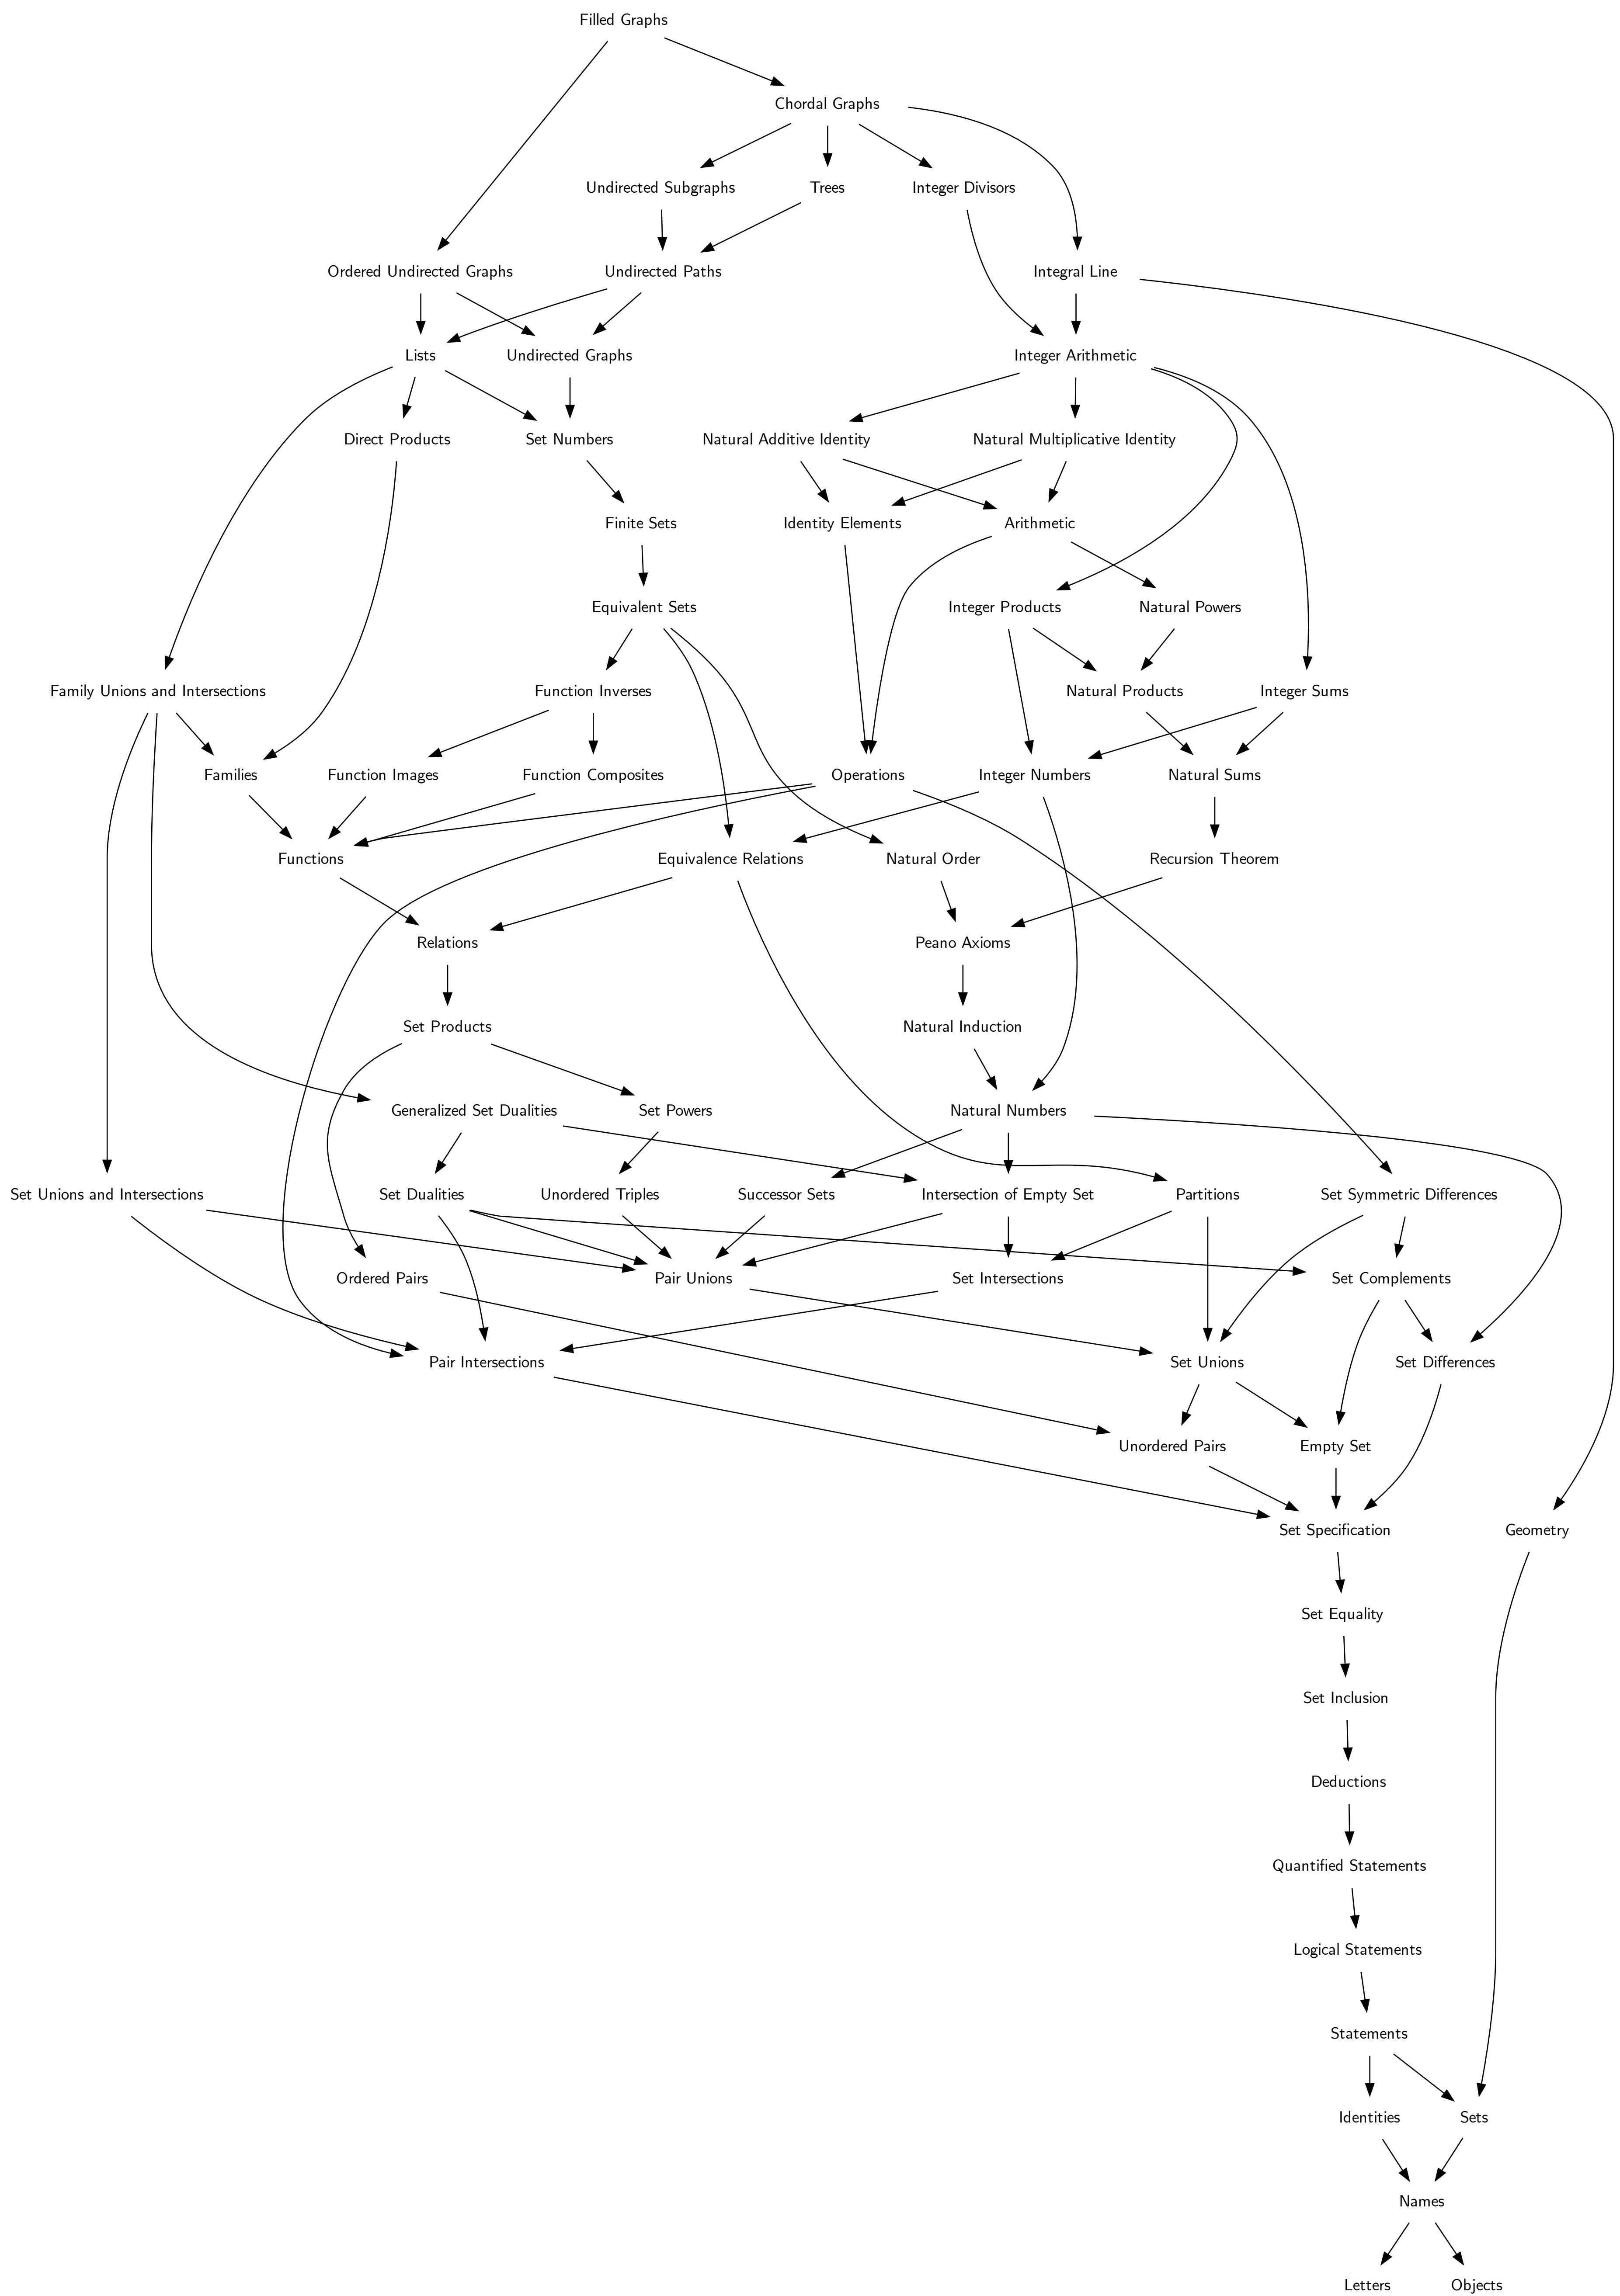 Filled Graphs
Chordal Graphs
Undirected Subgraphs
Trees
Integer Divisors
Ordered Undirected Graphs
Undirected Paths
Integral Line
Lists
Undirected Graphs
Integer Arithmetic
Direct Products
Set Numbers
Natural Additive Identity
Natural Multiplicative Identity
Finite Sets
Identity Elements
Arithmetic
Equivalent Sets
Integer Products
Natural Powers
Family Unions and Intersections
Function Inverses
Natural Products
Integer Sums
Families
Function Images
Function Composites
Operations
Integer Numbers
Natural Sums
Functions
Equivalence Relations
Natural Order
Recursion Theorem
Relations
Peano Axioms
Set Products
Natural Induction
Generalized Set Dualities
Set Powers
Natural Numbers
Set Unions and Intersections
Set Dualities
Unordered Triples
Successor Sets
Intersection of Empty Set
Partitions
Set Symmetric Differences
Ordered Pairs
Pair Unions
Set Intersections
Set Complements
Pair Intersections
Set Unions
Set Differences
Unordered Pairs
Empty Set
Set Specification
Geometry
Set Equality
Set Inclusion
Deductions
Quantified Statements
Logical Statements
Statements
Identities
Sets
Names
Letters
Objects